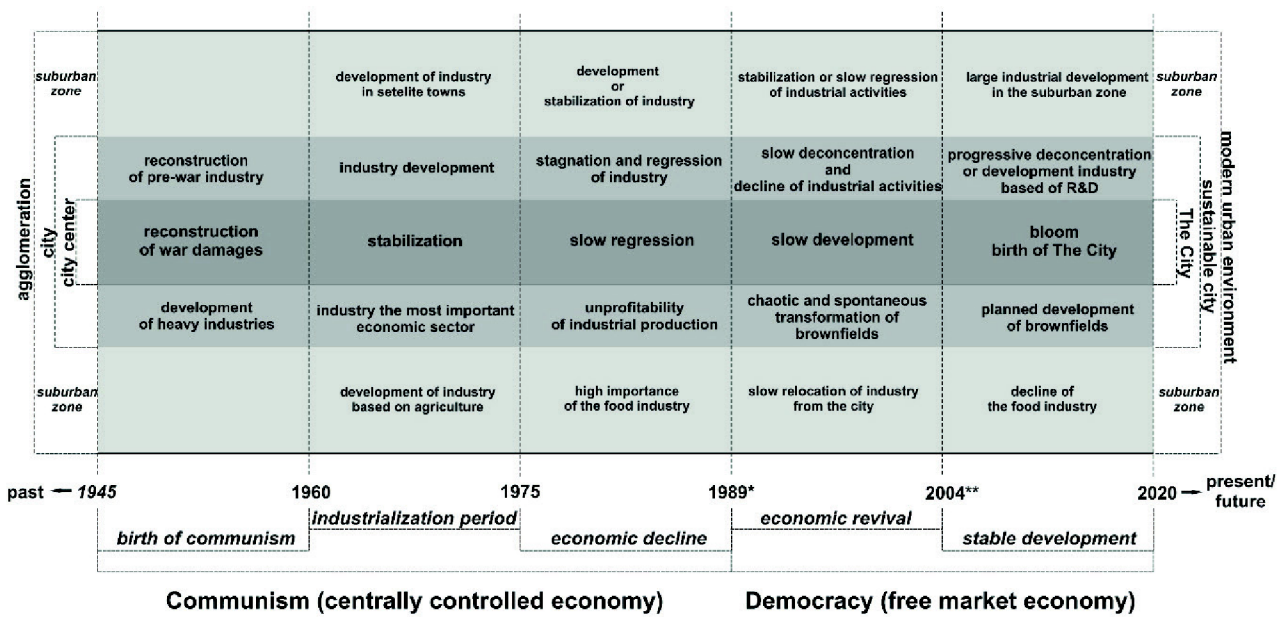 suburban
zone
development of industry
in setelite towns
development
or
stabilization of industry
stabilization or slow regression
of industrial activities
large industrial development
in the suburban zone
suburban
zone
agglomeration
city
city center
reconstruction
of pre-war industry
industry development
stagnation and regression
of industry
slow deconcentration
and
decline of industrial activities
progressive deconcentration
or development industry
based of R&D
reconstruction
of war damages
stabilization
slow regression
slow development
bloom
birth of The City
The City
sustainable city
modern urban environment
development
of heavy industries
industry the most important
economic sector
unprofitability
of industrial production
chaotic and spontaneous
transformation of
brownfields
planned development
of brownfields
suburban
zone
development of industry
based on agriculture
high importance
of the food industry
slow relocation of industry
from the city
decline of
the food industry
suburban
zone
past ← 1945
1960
1975
1989*
2004**
2020 → present/
future
birth of communism
industrialization period
economic decline
economic revival
stable development
Communism (centrally controlled economy)
Democracy (free market economy)